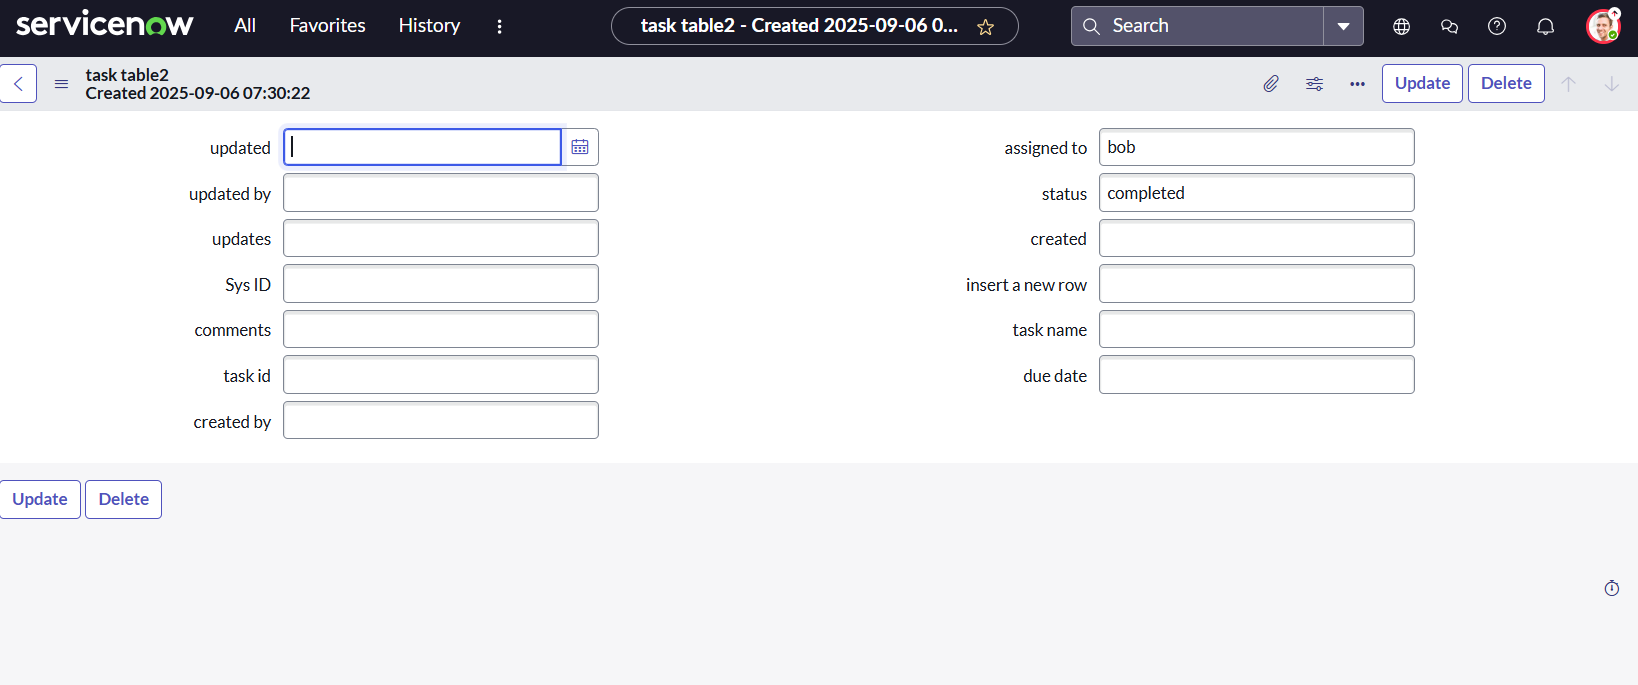 servicenow All Favorites History task table2 - Created 2025-09-06 0... Search
task table2
Created 2025-09-06 07:30:22
Update Delete
updated
updated by
updates
Sys ID
comments
task id
created by
assigned to bob
status completed
created
insert a new row
task name
due date
Update Delete